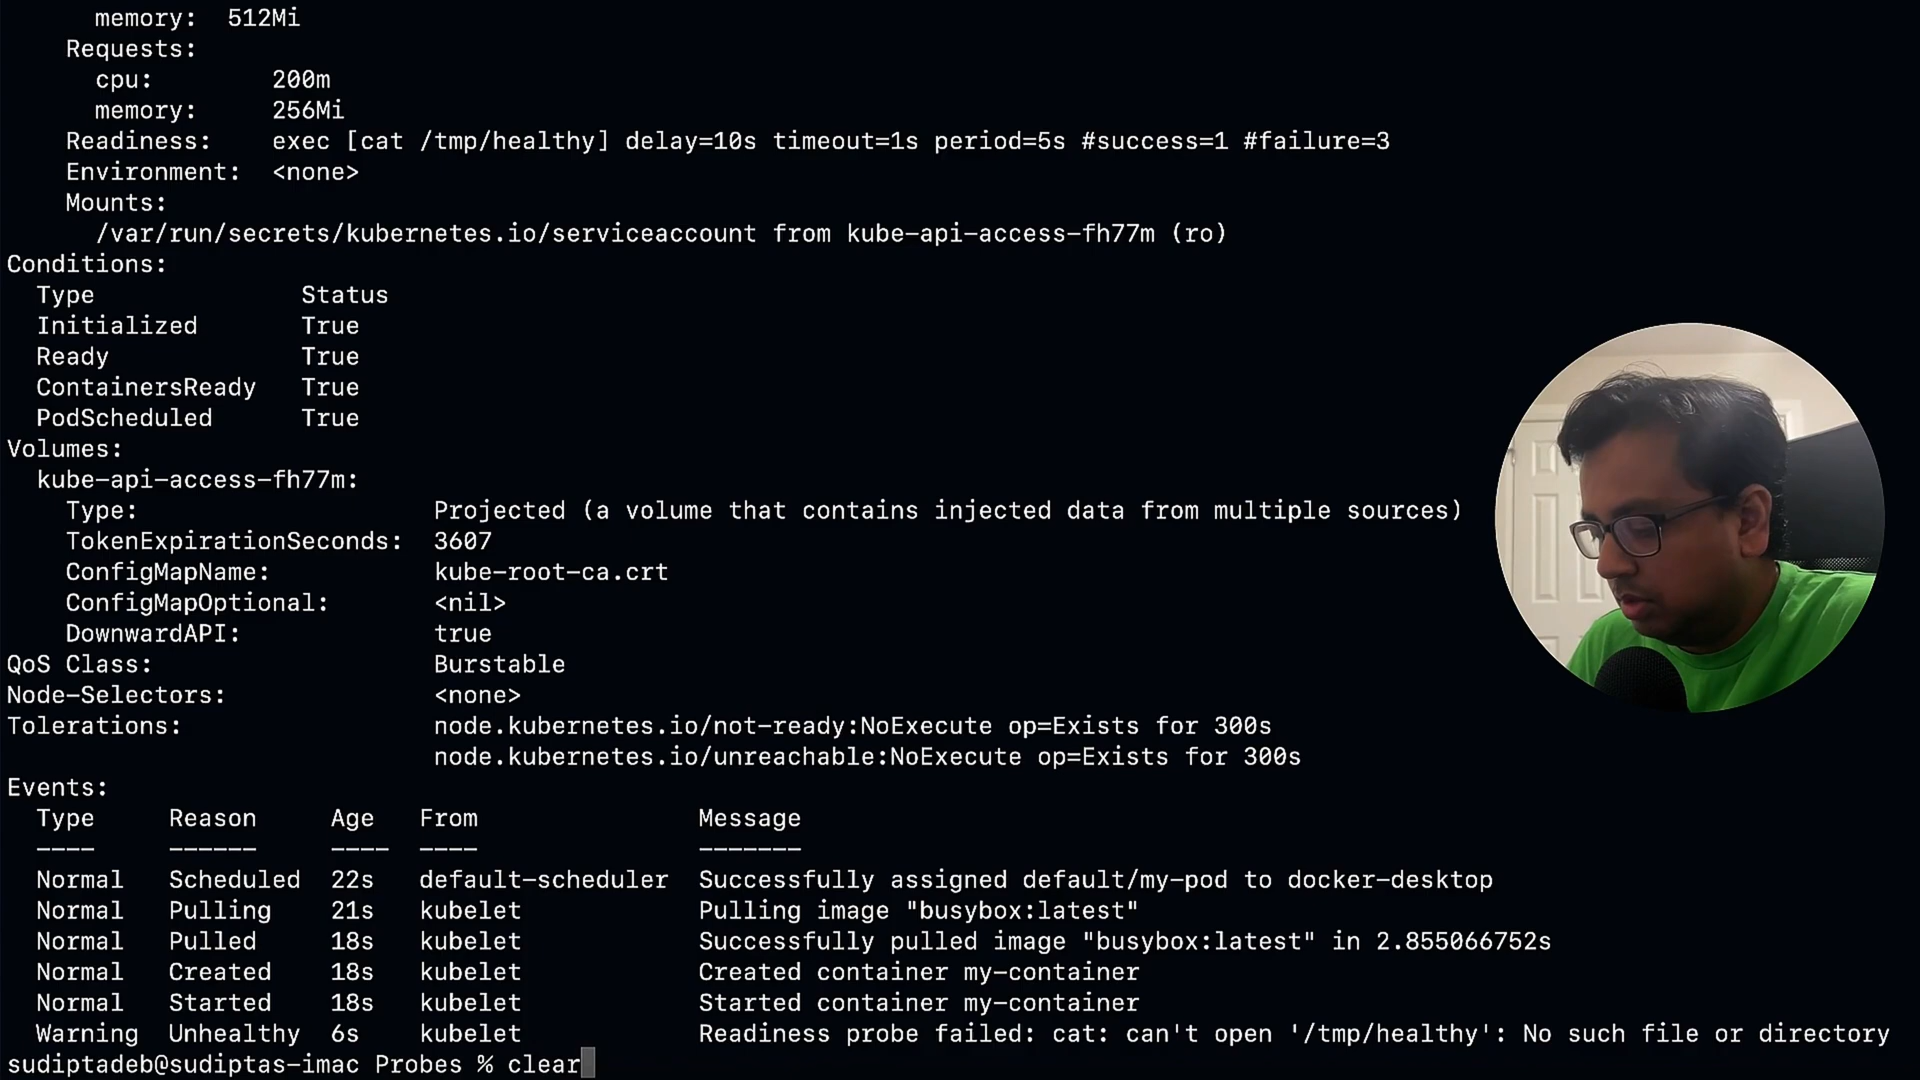 memory:  512Mi
Requests:
cpu:        200m
memory:     256Mi
Readiness:    exec [cat /tmp/healthy] delay=10s timeout=1s period=5s #success=1 #failure=3
Environment:  <none>
Mounts:
/var/run/secrets/kubernetes.io/serviceaccount from kube-api-access-fh77m (ro)
Conditions:
Type              Status
Initialized       True
Ready             True
ContainersReady   True
PodScheduled      True
Volumes:
kube-api-access-fh77m:
Type:                    Projected (a volume that contains injected data from multiple sources)
TokenExpirationSeconds:  3607
ConfigMapName:           kube-root-ca.crt
ConfigMapOptional:       <nil>
DownwardAPI:             true
QoS Class:                   Burstable
Node-Selectors:              <none>
Tolerations:                 node.kubernetes.io/not-ready:NoExecute op=Exists for 300s
node.kubernetes.io/unreachable:NoExecute op=Exists for 300s
Events:
Type     Reason     Age   From               Message
----     ------     ----  ----               -------
Normal   Scheduled  22s   default-scheduler  Successfully assigned default/my-pod to docker-desktop
Normal   Pulling    21s   kubelet            Pulling image "busybox:latest"
Normal   Pulled     18s   kubelet            Successfully pulled image "busybox:latest" in 2.855066752s
Normal   Created    18s   kubelet            Created container my-container
Normal   Started    18s   kubelet            Started container my-container
Warning  Unhealthy  6s    kubelet            Readiness probe failed: cat: can't open '/tmp/healthy': No such file or directory
sudiptadeb@sudiptas-imac Probes % clear